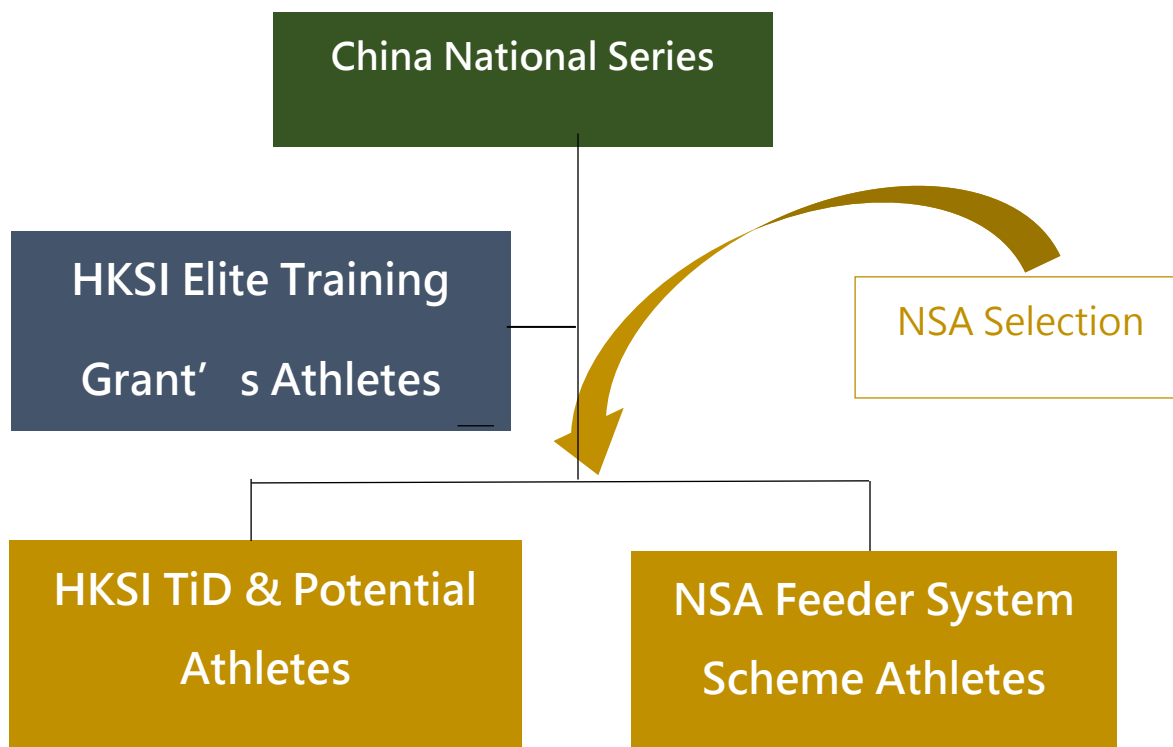 China National Series
HKSI Elite Training
Grant’s Athletes
NSA Selection
HKSI TiD & Potential
Athletes
NSA Feeder System
Scheme Athletes